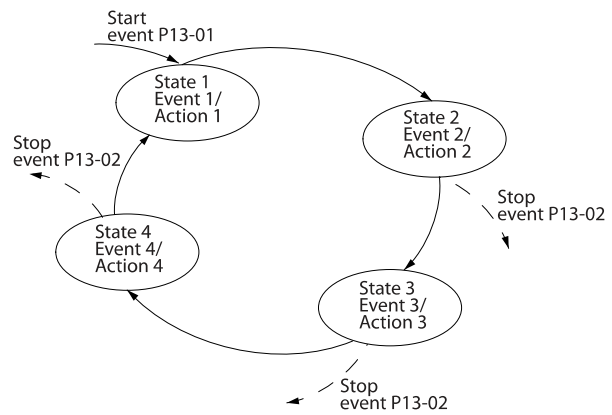 Start
event P13-01
State 1
Event 1/
Action 1
State 2
Event 2/
Action 2
Stop
event P13-02
Stop
event P13-02
State 4
Event 4/
Action 4
State 3
Event 3/
Action 3
Stop
event P13-02